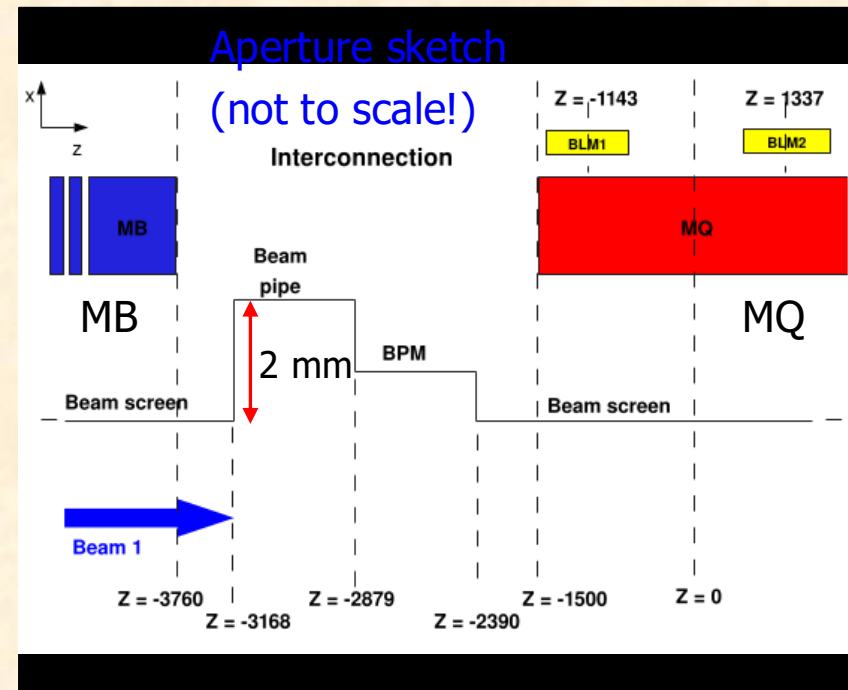 Aperture sketch
(not to scale!)
x
z
Z = -1143
Z = 1337
BLM1
BLM2
Interconnection
MB
MQ
Beam
pipe
MB
MQ
2 mm
BPM
Beam screen
Beam screen
Beam 1
Z = -3760
Z = -2879
Z = -1500
Z = 0
Z = -3168
Z = -2390